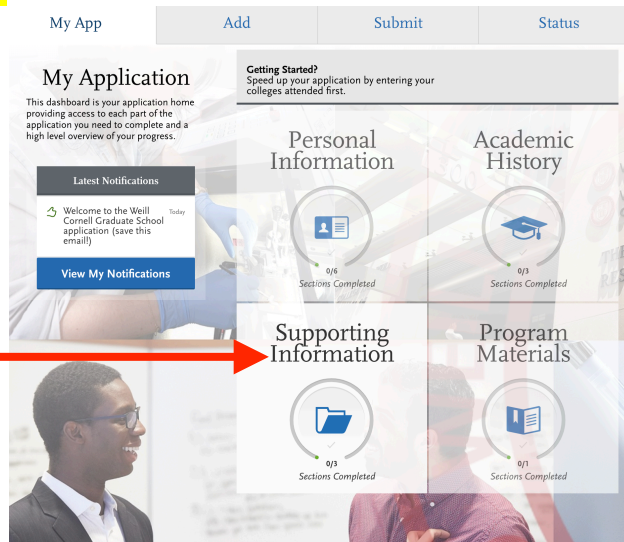 My App
Add
Submit
Status
My Application
This dashboard is your application home
providing access to each part of the
application you need to complete and a
high level overview of your progress.
Latest Notifications
Welcome to the Weill
Cornell Graduate School
application (save this
email!)
Today
View My Notifications
Getting Started?
Speed up your application by entering your
colleges attended first.
Personal
Information
0/6
Sections Completed
Academic
History
0/3
Sections Completed
Supporting
Information
0/3
Sections Completed
Program
Materials
0/1
Sections Completed